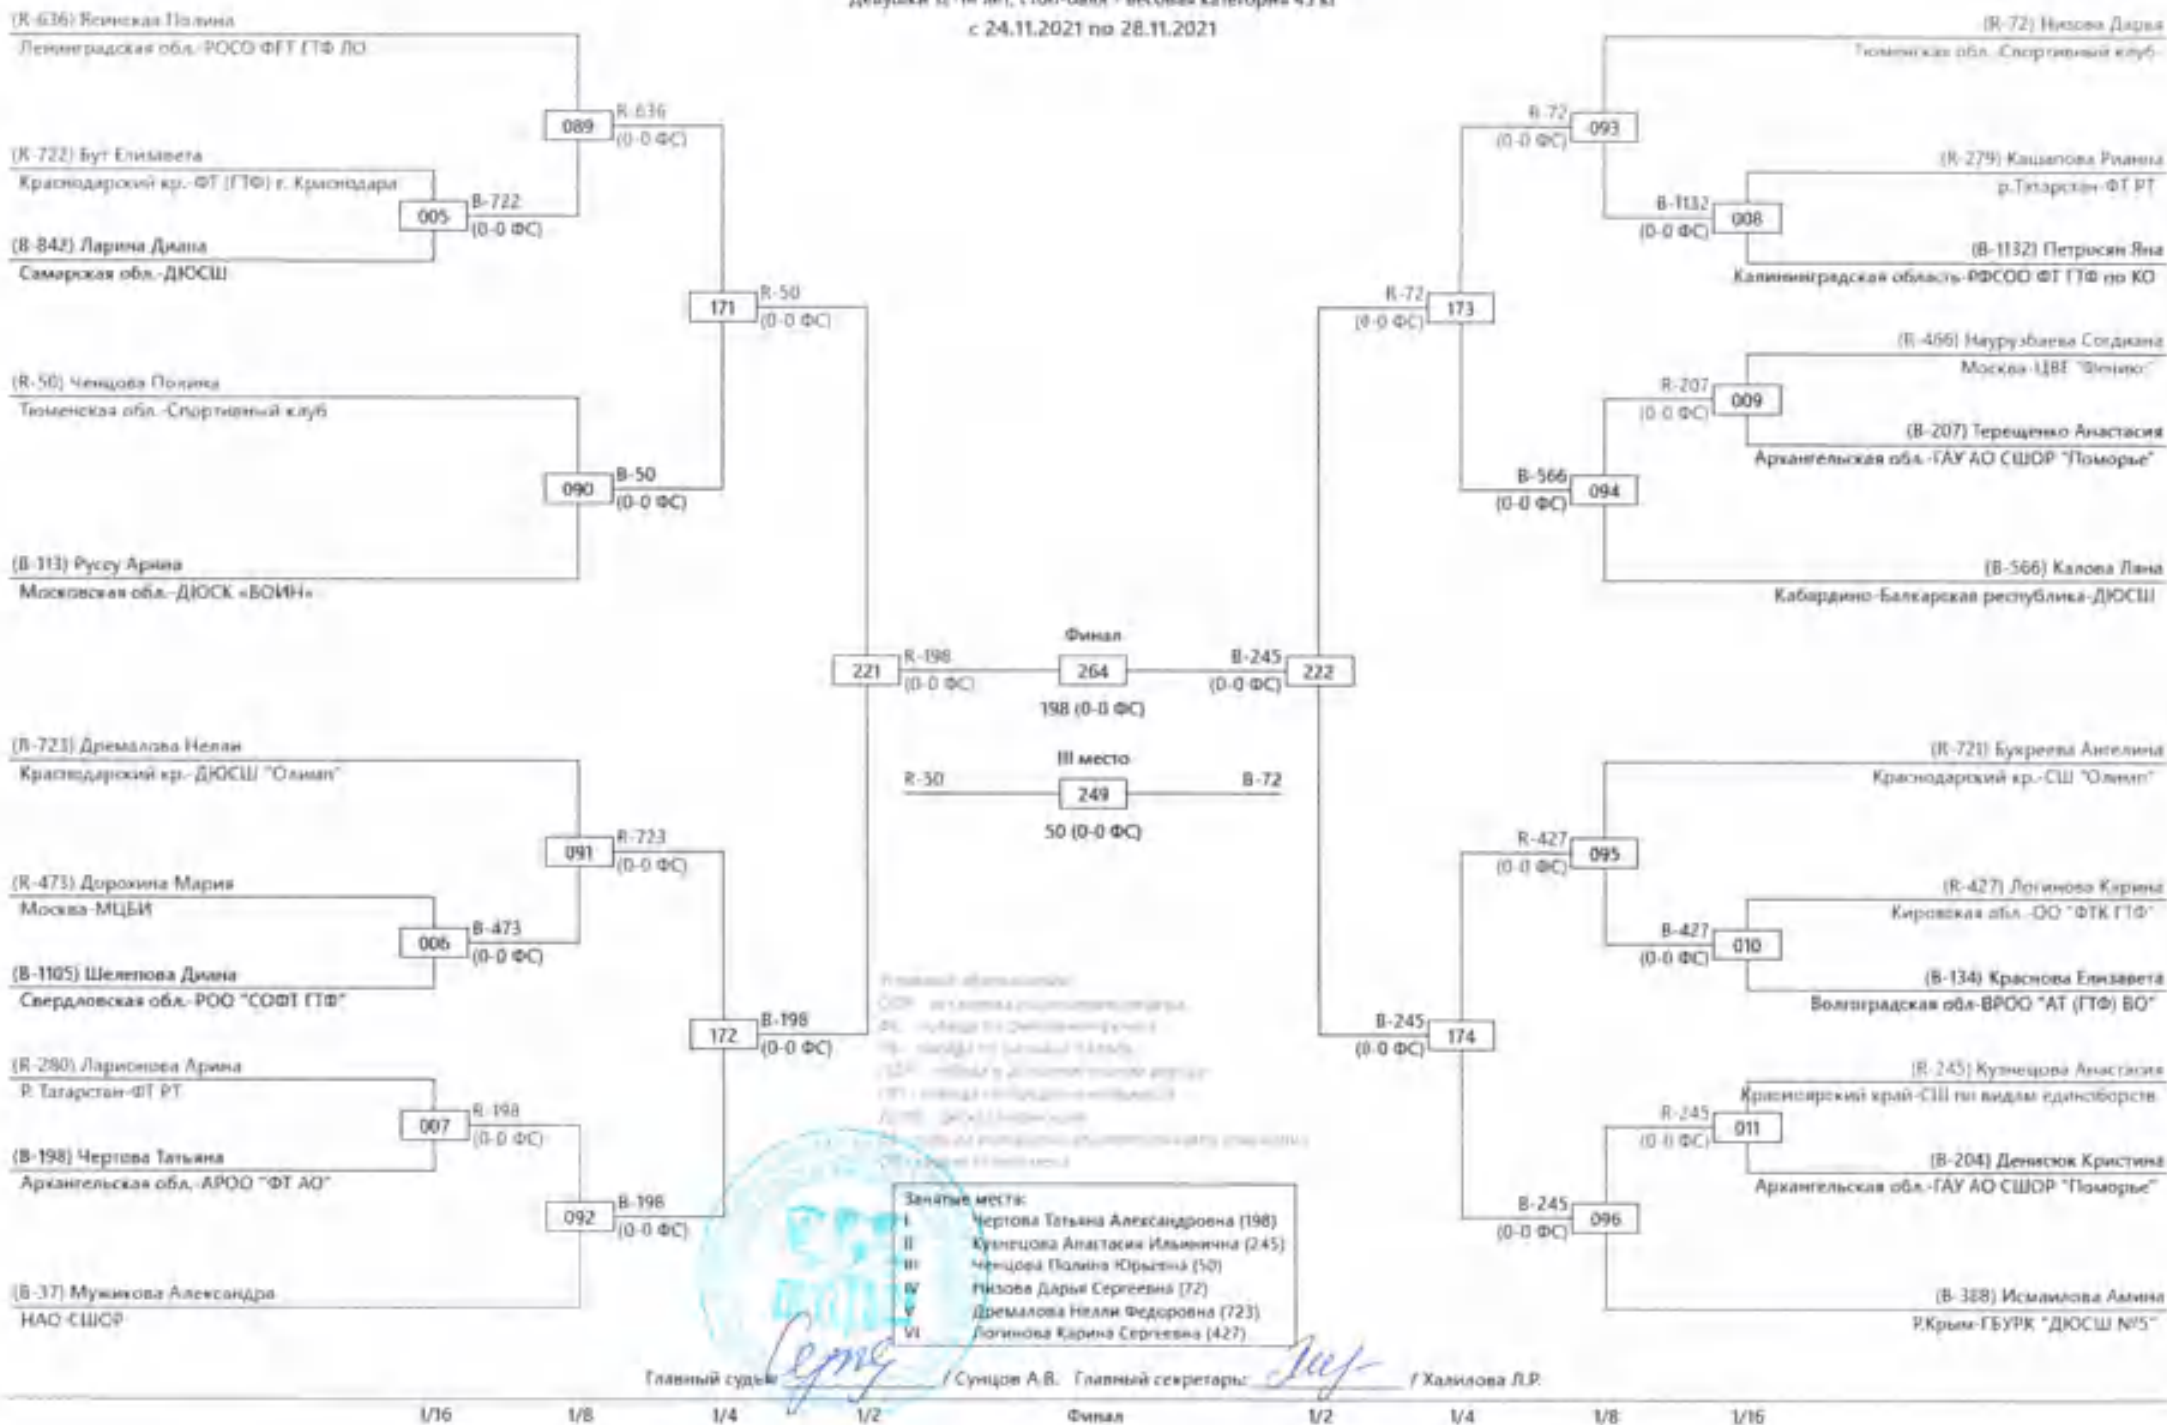 с 24.11.2021 по 28.11.2021
(R-636) Полина
Ленинградская обл.-РОСО ФГТ ГТФ ЛО
089
R-636
(0-0 ФС)
(R-722) Бут Елизавета
Краснодарский кр.-ФТ (ГТФ) г. Краснодара
005
B-722
(0-0 ФС)
(B-842) Ларина Диана
Самарская обл.-ДЮСШ
171
R-50
(0-0 ФС)
(R-50) Ченцова Полина
Тюменская обл.-Спортивный клуб
090
B-50
(0-0 ФС)
(B-113) Руссу Арина
Московская обл.-ДЮСК «ВОИН»
221
R-198
(0-0 ФС)
(R-723) Дремалова Нелли
Краснодарский кр.-ДЮСШ "Олимп"
091
R-723
(0-0 ФС)
(R-473) Дорохина Мария
Москва-МЦБИ
006
B-473
(0-0 ФС)
(B-1105) Шелепова Диана
Свердловская обл.-РОО "СОФТ ГТФ"
172
B-198
(0-0 ФС)
(R-280) Ларионова Арина
Р. Татарстан-ФТ РТ
007
R-198
(0-0 ФС)
(B-198) Чертова Татьяна
Архангельская обл.-АРОО "ФТ АО"
092
B-198
(0-0 ФС)
(B-37) Мужикова Александра
НАО-СШОР
Финал
264
198 (0-0 ФС)
III место
R-50
249
B-72
50 (0-0 ФС)
(R-72) Низова Дарья
Тюменская обл.-Спортивный клуб-
R-72
(0-0 ФС)
093
(R-279) Кашапова Рианна
р.Татарстан-ФТ РТ
B-1132
(0-0 ФС)
008
(B-1132) Петросян Яна
Калининградская область-РФСОО ФТ ГТФ по КО
R-72
(0-0 ФС)
173
(R-466) Наурузбаева Согдиана
Москва-ЦВЕ "Феникс"
R-207
(0-0 ФС)
009
(B-207) Терещенко Анастасия
Архангельская обл.-ГАУ АО СШОР "Поморье"
B-566
(0-0 ФС)
094
(B-566) Калова Ляна
Кабардино-Балкарская республика-ДЮСШ
B-245
(0-0 ФС)
222
(R-721) Букреева Ангелина
Краснодарский кр.-СШ "Олимп"
R-427
(0-0 ФС)
095
(R-427) Логинова Карина
Кировская обл.-ОО "ФТК ГТФ"
B-427
(0-0 ФС)
010
(B-134) Краснова Елизавета
Волгоградская обл-ВРОО "АТ (ГТФ) ВО"
B-245
(0-0 ФС)
174
(R-245) Кузнецова Анастасия
Красноярский край-СШ по видам единоборств
R-245
(0-0 ФС)
011
(B-204) Денисюк Кристина
Архангельская обл.-ГАУ АО СШОР "Поморье"
B-245
(0-0 ФС)
096
(B-388) Исмаилова Амина
Р.Крым-ГБУРК "ДЮСШ №5"
Занятые места:
I Чертова Татьяна Александровна (198)
II Кузнецова Анастасия Ильинична (245)
III Ченцова Полина Юрьевна (50)
IV Низова Дарья Сергеевна (72)
V Дремалова Нелли Федоровна (723)
VI Логинова Карина Сергеевна (427)
Главный судья / Сунцов А.В. Главный секретарь: / Халилова Л.Р.
1/16 1/8 1/4 1/2 Финал 1/2 1/4 1/8 1/16